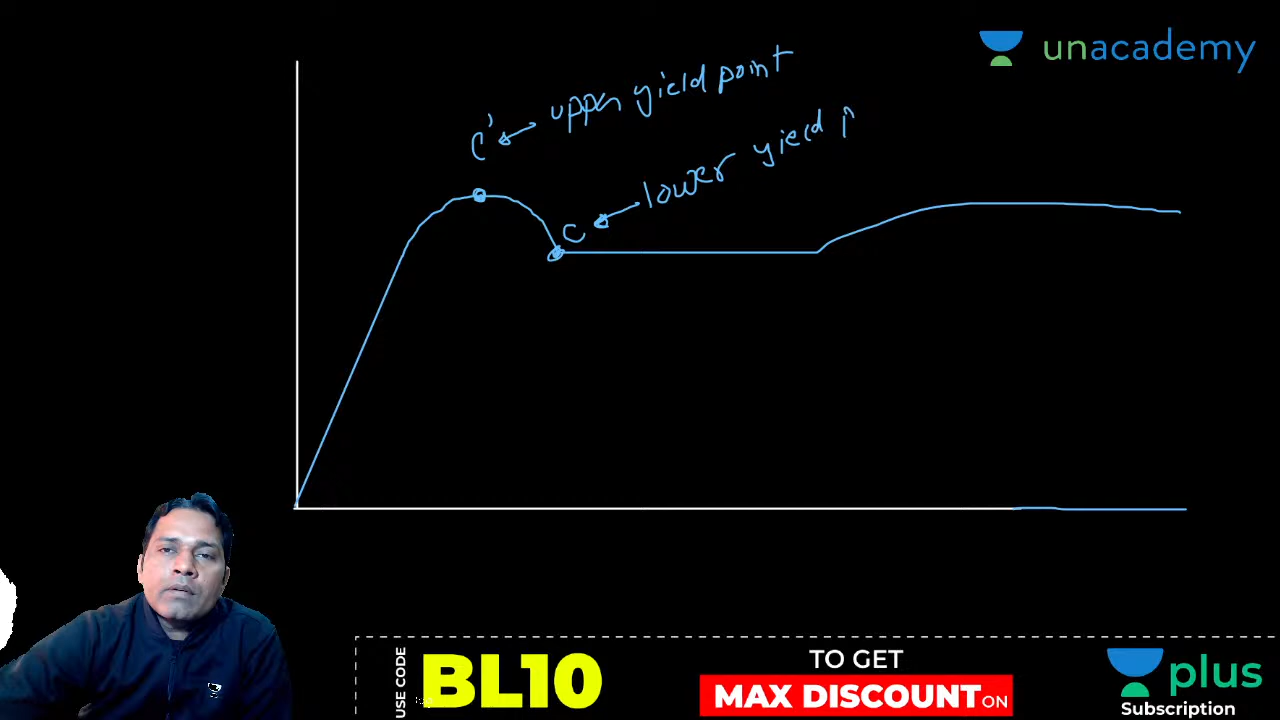 unacademy
upper yield point
C'
lower yield p
C
USE CODE
BL10
TO GET
MAX DISCOUNT ON
plus
Subscription